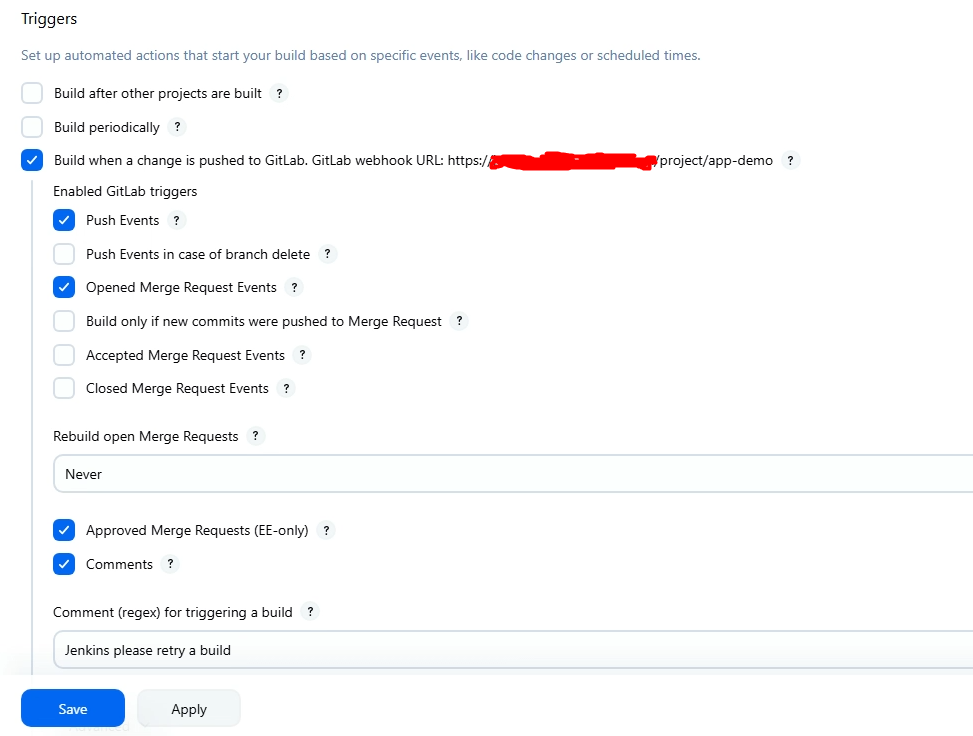 Triggers
Set up automated actions that start your build based on specific events, like code changes or scheduled times.
Build after other projects are built ?
Build periodically ?
Build when a change is pushed to GitLab. GitLab webhook URL: https:// /project/app-demo ?
Enabled GitLab triggers
Push Events ?
Push Events in case of branch delete ?
Opened Merge Request Events ?
Build only if new commits were pushed to Merge Request ?
Accepted Merge Request Events ?
Closed Merge Request Events ?
Rebuild open Merge Requests ?
Never
Approved Merge Requests (EE-only) ?
Comments ?
Comment (regex) for triggering a build ?
Jenkins please retry a build
Save Apply